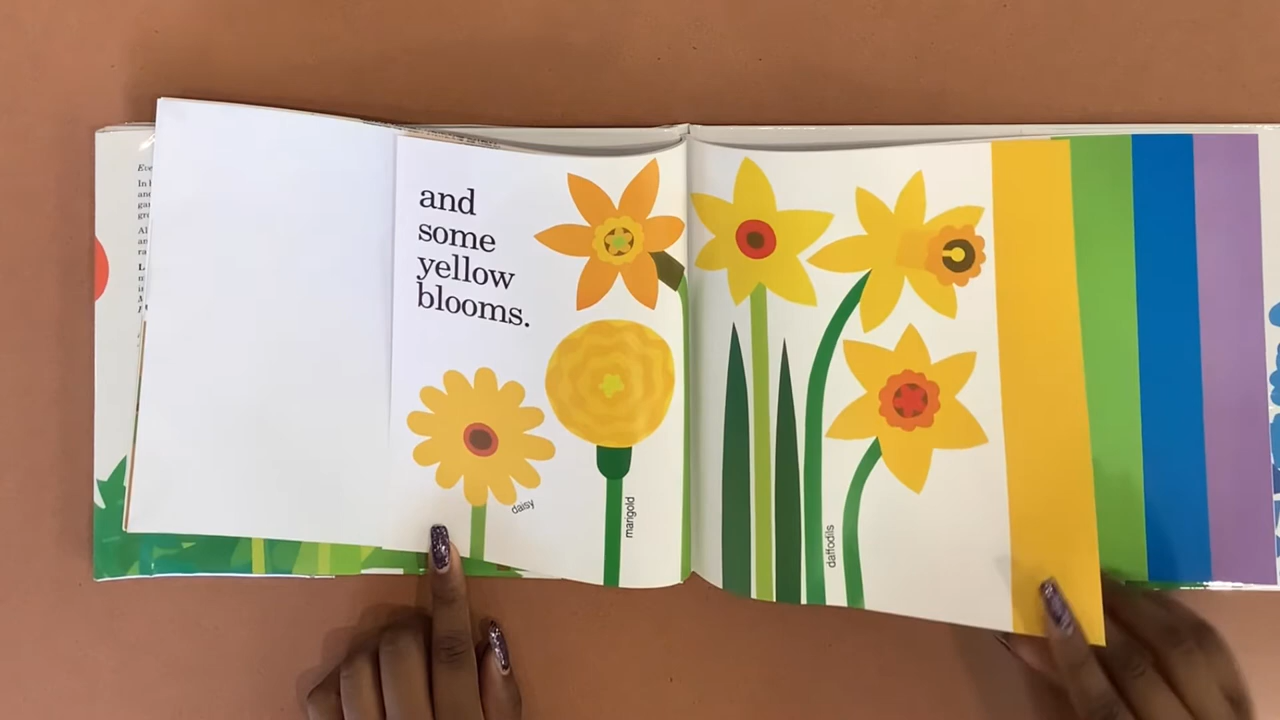 and
some
yellow
blooms.
daisy
marigold
daffodils